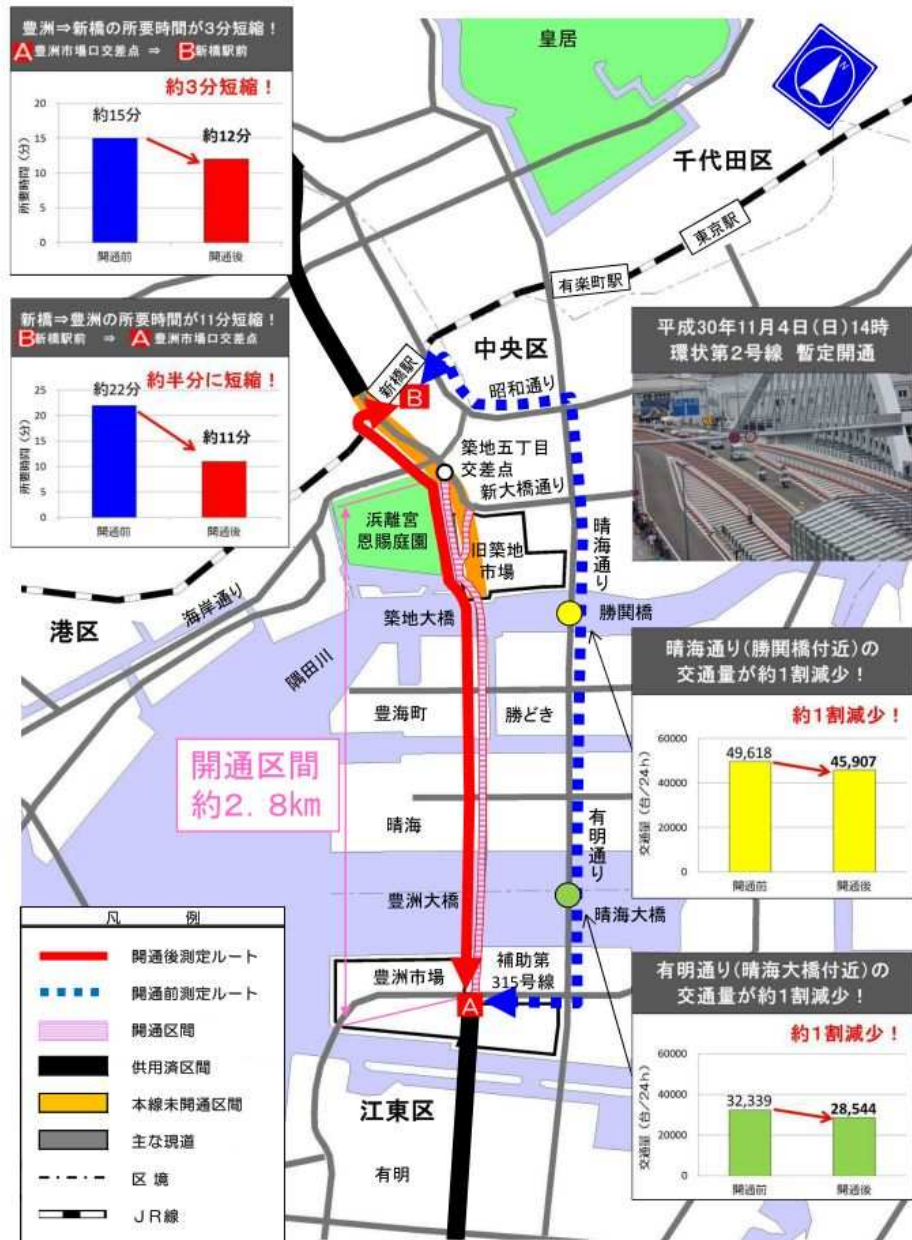 豊洲⇒新橋の所要時間が3分短縮！
A豊洲市場口交差点 ⇒ B新橋駅前
約3分短縮！
所要時間（分）
20
15
10
5
0
約15分
約12分
開通前
開通後
新橋⇒豊洲の所要時間が11分短縮！
B新橋駅前 ⇒ A豊洲市場口交差点
約半分に短縮！
所要時間（分）
25
20
15
10
5
0
約22分
約11分
開通前
開通後
皇居
N
千代田区
東京駅
有楽町駅
中央区
昭和通り
新橋駅
B
築地五丁目
交差点
新大橋通り
浜離宮
恩賜庭園
旧築地
市場
晴海通り
海岸通り
港区
築地大橋
勝関橋
隅田川
豊海町
勝どき
開通区間
約2.8km
晴海
有明通り
豊洲大橋
晴海大橋
豊洲市場
補助第
315号線
A
江東区
有明
平成30年11月4日(日)14時
環状第2号線 暫定開通
晴海通り(勝関橋付近)の
交通量が約1割減少！
約1割減少！
交通量（台/24h）
60000
40000
20000
0
49,618
45,907
開通前
開通後
有明通り(晴海大橋付近)の
交通量が約1割減少！
約1割減少！
交通量（台/24h）
60000
40000
20000
0
32,339
28,544
開通前
開通後
凡 例
開通後測定ルート
開通前測定ルート
開通区間
供用済区間
本線未開通区間
主な現道
区 境
JR線